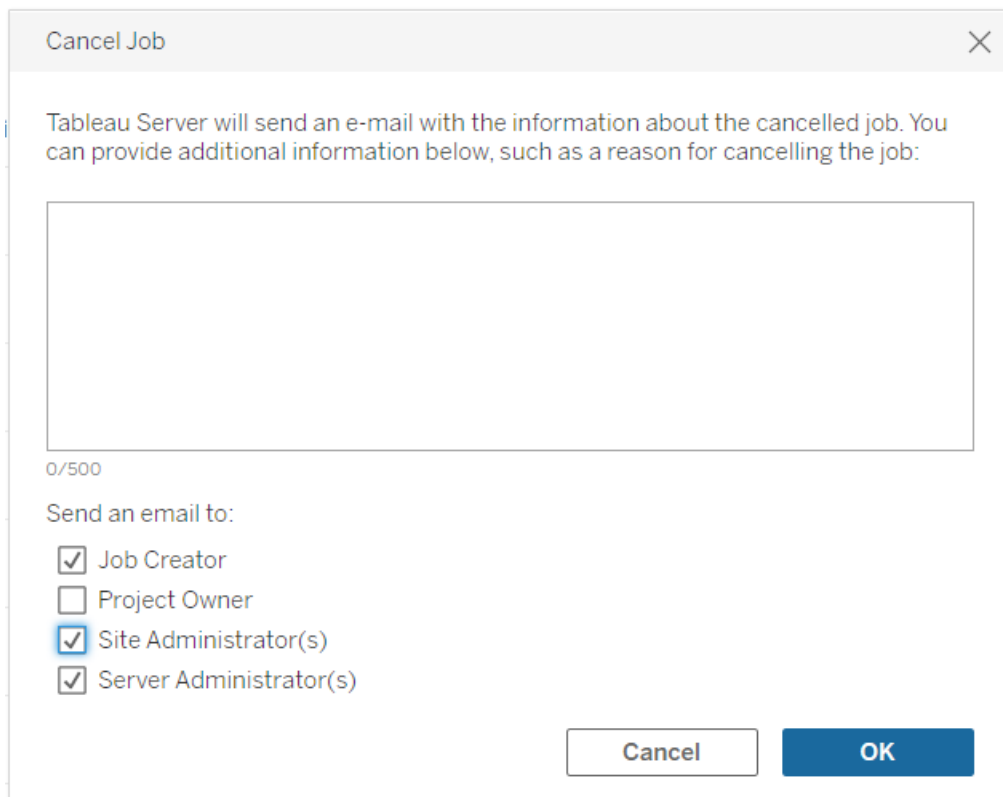 Cancel Job
Tableau Server will send an e-mail with the information about the cancelled job. You
can provide additional information below, such as a reason for cancelling the job:
0/500
Send an email to:
Job Creator
Project Owner
Site Administrator(s)
Server Administrator(s)
Cancel
OK